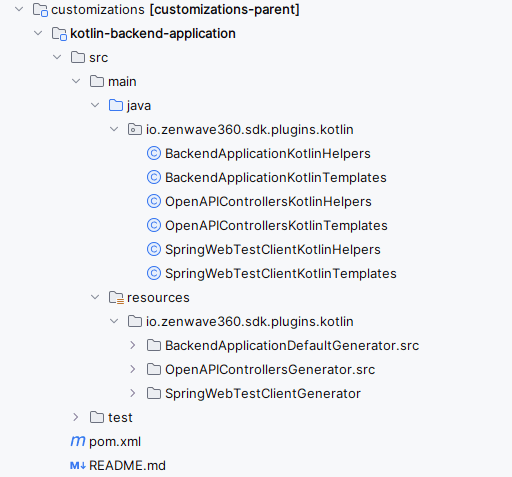 customizations [customizations-parent]
kotlin-backend-application
src
main
java
io.zenwave360.sdk.plugins.kotlin
BackendApplicationKotlinHelpers
BackendApplicationKotlinTemplates
OpenAPIControllersKotlinHelpers
OpenAPIControllersKotlinTemplates
SpringWebTestClientKotlinHelpers
SpringWebTestClientKotlinTemplates
resources
io.zenwave360.sdk.plugins.kotlin
BackendApplicationDefaultGenerator.src
OpenAPIControllersGenerator.src
SpringWebTestClientGenerator
test
pom.xml
README.md